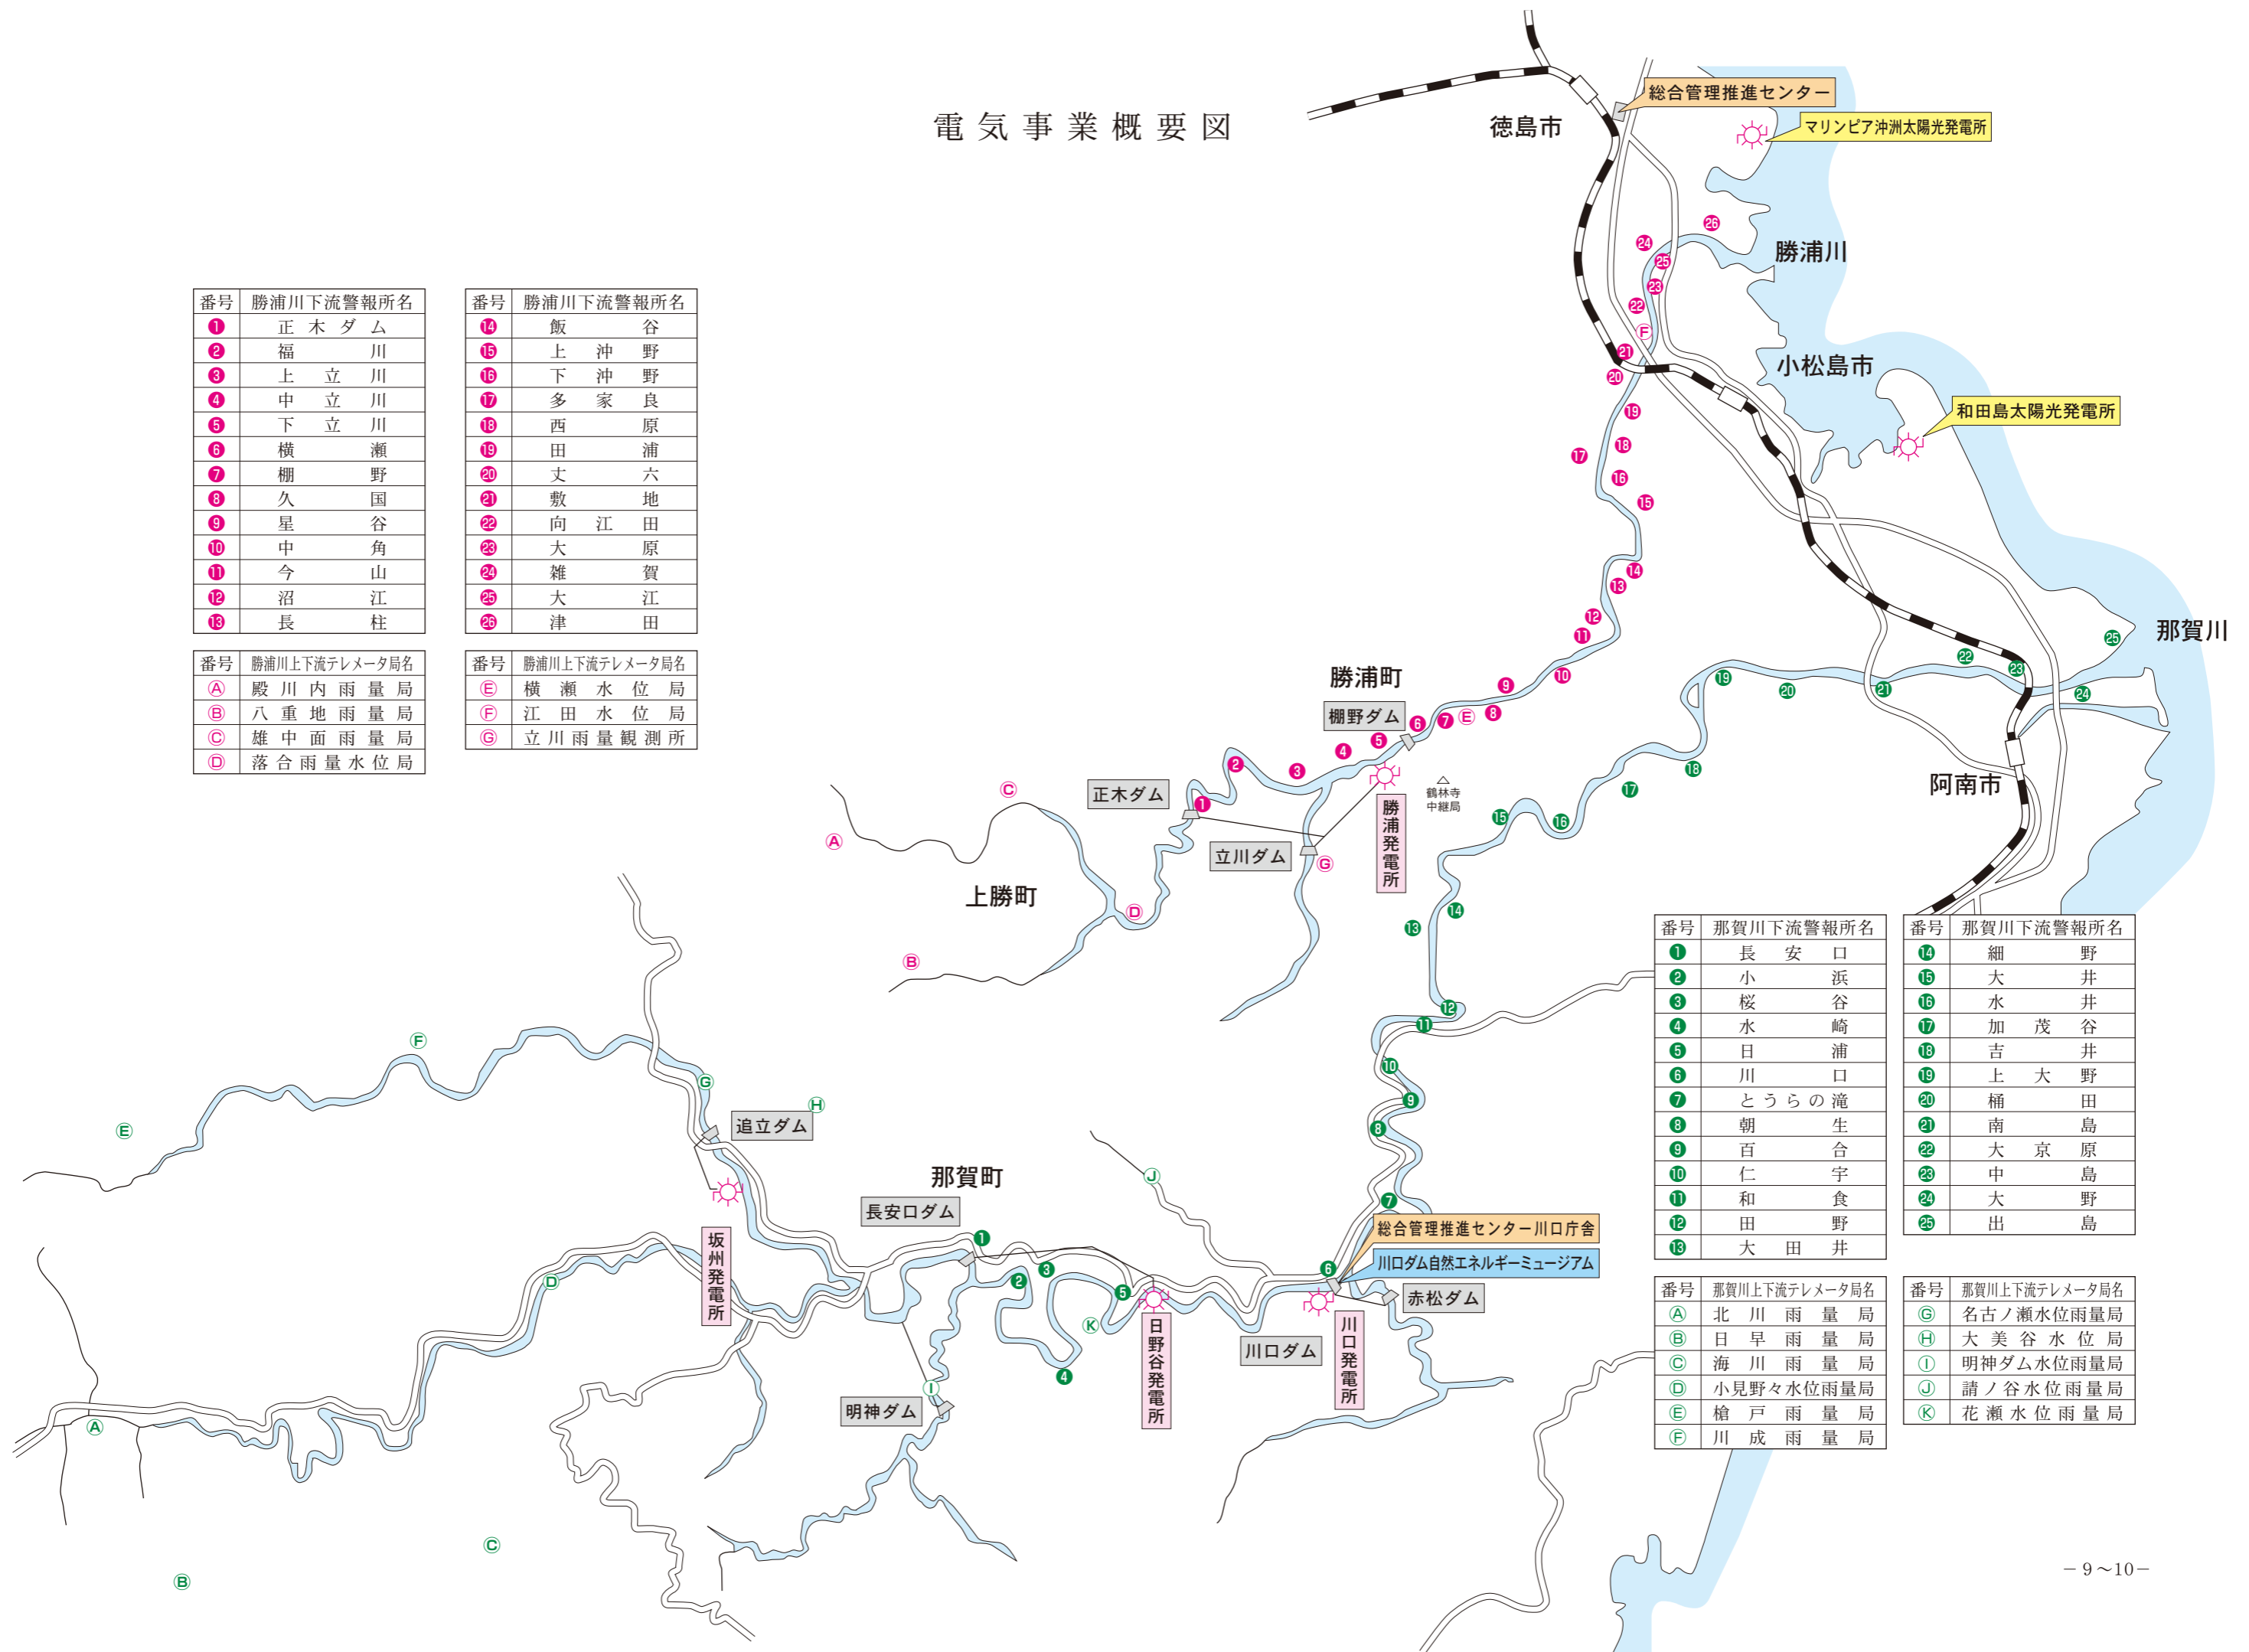 電気事業概要図
総合管理推進センター
徳島市
マリンピア沖洲太陽光発電所
勝浦川
小松島市
和田島太陽光発電所
那賀川
阿南市
勝浦町
棚野ダム
鶴林寺
中継局
正木ダム
立川ダム
勝浦発電所
上勝町
追立ダム
那賀町
長安口ダム
坂州発電所
明神ダム
日野谷発電所
総合管理推進センター川口庁舎
川口ダム自然エネルギーミュージアム
赤松ダム
川口ダム
川口発電所
番号 勝浦川下流警報所名
1 正木ダム
2 福川
3 上立川
4 中立川
5 下立川
6 横瀬
7 棚野
8 久国
9 星谷
10 中角
11 今山
12 沼江
13 長柱
番号 勝浦川下流警報所名
14 飯谷
15 上沖野
16 下沖野
17 多家良
18 西原
19 田浦
20 丈六
21 敷地
22 向江田
23 大原
24 雑賀
25 大江
26 津田
番号 勝浦川上下流テレメータ局名
A 殿川内雨量局
B 八重地雨量局
C 雄中面雨量局
D 落合雨量水位局
番号 勝浦川上下流テレメータ局名
E 横瀬水位局
F 江田水位局
G 立川雨量観測所
番号 那賀川下流警報所名
1 長安口
2 小浜
3 桜谷
4 水崎
5 日浦
6 川口
7 とうらの滝
8 朝生
9 百合
10 仁宇
11 和食
12 田野
13 大田井
番号 那賀川下流警報所名
14 細野
15 大井
16 水井
17 加茂谷
18 吉井
19 上大野
20 桶田
21 南島
22 大京原
23 中島
24 大野
25 出島
番号 那賀川上下流テレメータ局名
A 北川雨量局
B 日早雨量局
C 海川雨量局
D 小見野々水位雨量局
E 槍戸雨量局
F 川成雨量局
番号 那賀川上下流テレメータ局名
G 名古ノ瀬水位雨量局
H 大美谷水位局
I 明神ダム水位雨量局
J 請ノ谷水位雨量局
K 花瀬水位雨量局
－9～10－